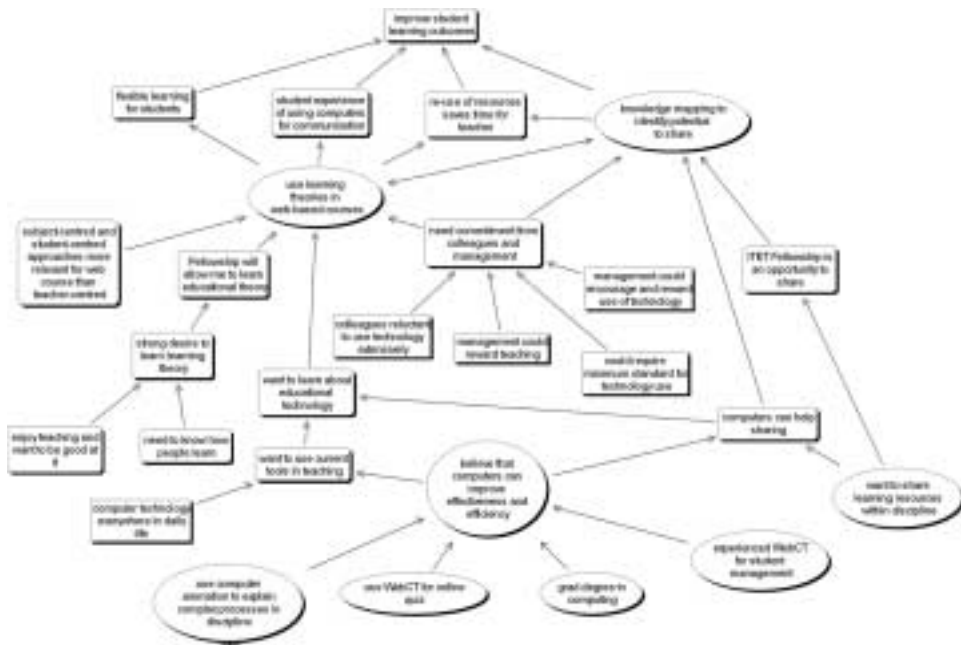 improve student
learning outcomes
flexible learning
for students
student experience
of using computers
for communication
re-use of resources
saves time for
teacher
knowledge mapping to
identify potential
to share
use learning
theories in
web-based courses
subject-centred and
student-centred
approaches more
relevant for web
course than
teacher-centred
Fellowship will
allow me to learn
educational theory
need commitment from
colleagues and
management
ITET Fellowship is
an opportunity to
share
management could
encourage and reward
use of technology
colleagues reluctant
to use technology
extensively
management could
reward teaching
could require
minimum standard for
technology use
strong desire to
learn learning
theory
want to learn about
educational
technology
computers can help
sharing
enjoy teaching and
want to be good at
it
need to know how
people learn
want to use current
tools in teaching
believe that
computers can
improve
effectiveness and
efficiency
want to share
learning resources
within discipline
computer technology
everywhere in daily
life
experienced WebCT
for student
management
use computer
animation to explain
complex processes in
discipline
use WebCT for online
quiz
grad degree in
computing